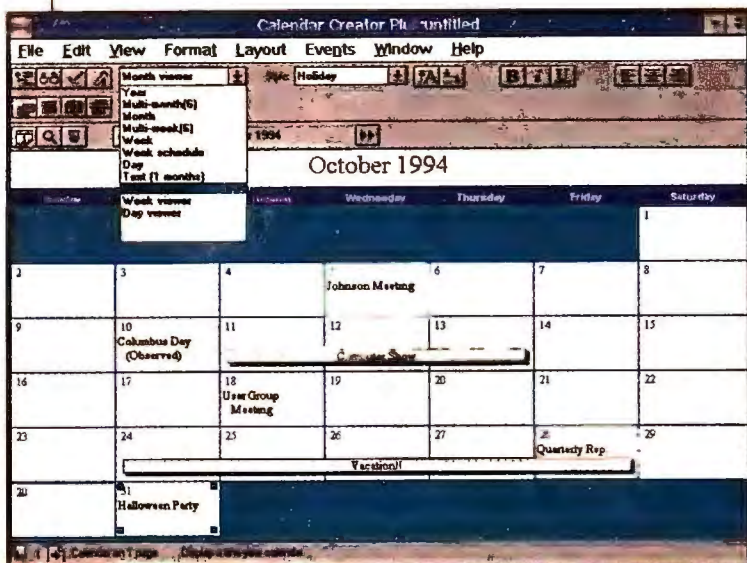 Calendar Creator Plus untitled
File Edit View Format Layout Events Window Help
Month viewer Style: Holiday B I U
Year
Multi-month(6)
Month
Multi-week(6)
Week
Week schedule
Day
Text (1 months)
Week viewer
Day viewer
1994
October 1994
Wednesday Thursday Friday Saturday
1
2 3 4 6 7 8
Johnson Meeting
9 10 11 12 13 14 15
Columbus Day
(Observed)
Computer Show
16 17 18 19 20 21 22
User Group
Meeting
23 24 25 26 27 28 29
Quarterly Rep
Vacation!!
31
Halloween Party
Calendar on 1 page